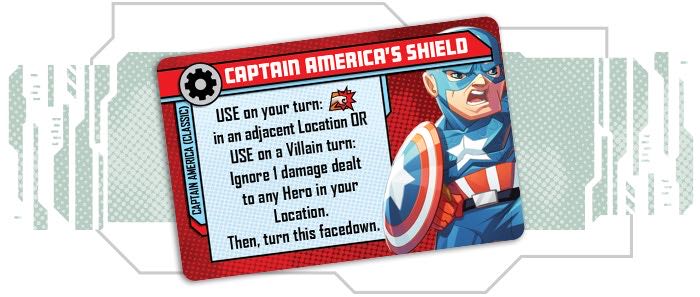 CAPTAIN AMERICA'S SHIELD
CAPTAIN AMERICA (CLASSIC)
USE on your turn:
in an adjacent Location OR
USE on a Villain turn:
Ignore 1 damage dealt
to any Hero in your
Location.
Then, turn this facedown.